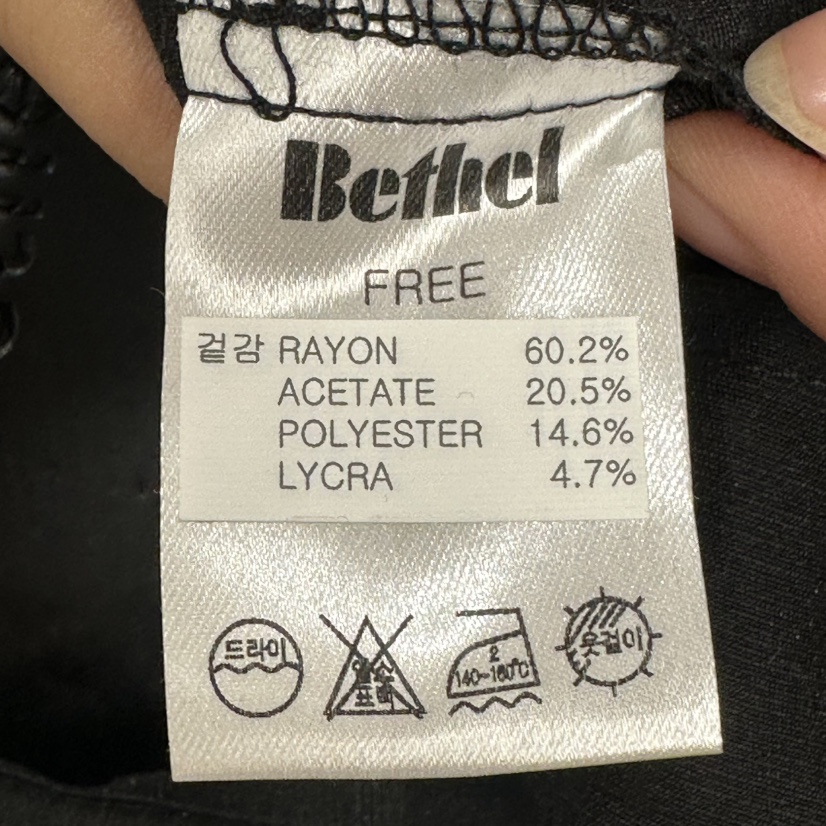 Bethel
FREE
겉감 RAYON 60.2%
ACETATE 20.5%
POLYESTER 14.6%
LYCRA 4.7%
드라이
염소
표백
2
140~160℃
옷걸이